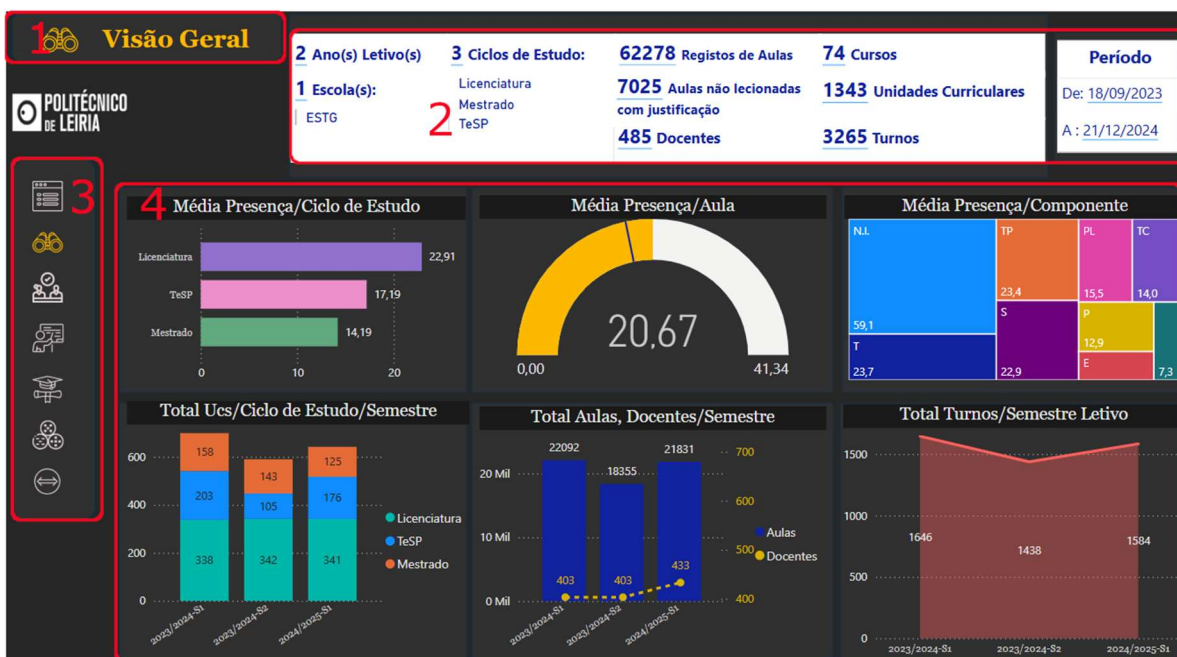 1
Visão Geral
POLITÉCNICO
DE LEIRIA
2 Ano(s) Letivo(s)
1 Escola(s):
ESTG
3 Ciclos de Estudo:
Licenciatura
Mestrado
TeSP
2
62278 Registos de Aulas
7025 Aulas não lecionadas
com justificação
485 Docentes
74 Cursos
1343 Unidades Curriculares
3265 Turnos
Período
De: 18/09/2023
A : 21/12/2024
3
4
Média Presença/Ciclo de Estudo
Licenciatura
22,91
TeSP
17,19
Mestrado
14,19
0
10
20
Média Presença/Aula
20,67
0,00
41,34
Média Presença/Componente
N.I.
59,1
T
23,7
TP
23,4
S
22,9
PL
15,5
TC
14,0
P
12,9
E
7,3
Total Ucs/Ciclo de Estudo/Semestre
600
400
200
0
158
203
338
143
105
342
125
176
341
2023/2024-S1
2023/2024-S2
2024/2025-S1
Licenciatura
TeSP
Mestrado
Total Aulas, Docentes/Semestre
22092
18355
21831
20 Mil
10 Mil
0 Mil
403
403
433
700
600
500
400
Aulas
Docentes
2023/2024-S1
2023/2024-S2
2024/2025-S1
Total Turnos/Semestre Letivo
1500
1000
500
0
1646
1438
1584
2023/2024-S1
2023/2024-S2
2024/2025-S1